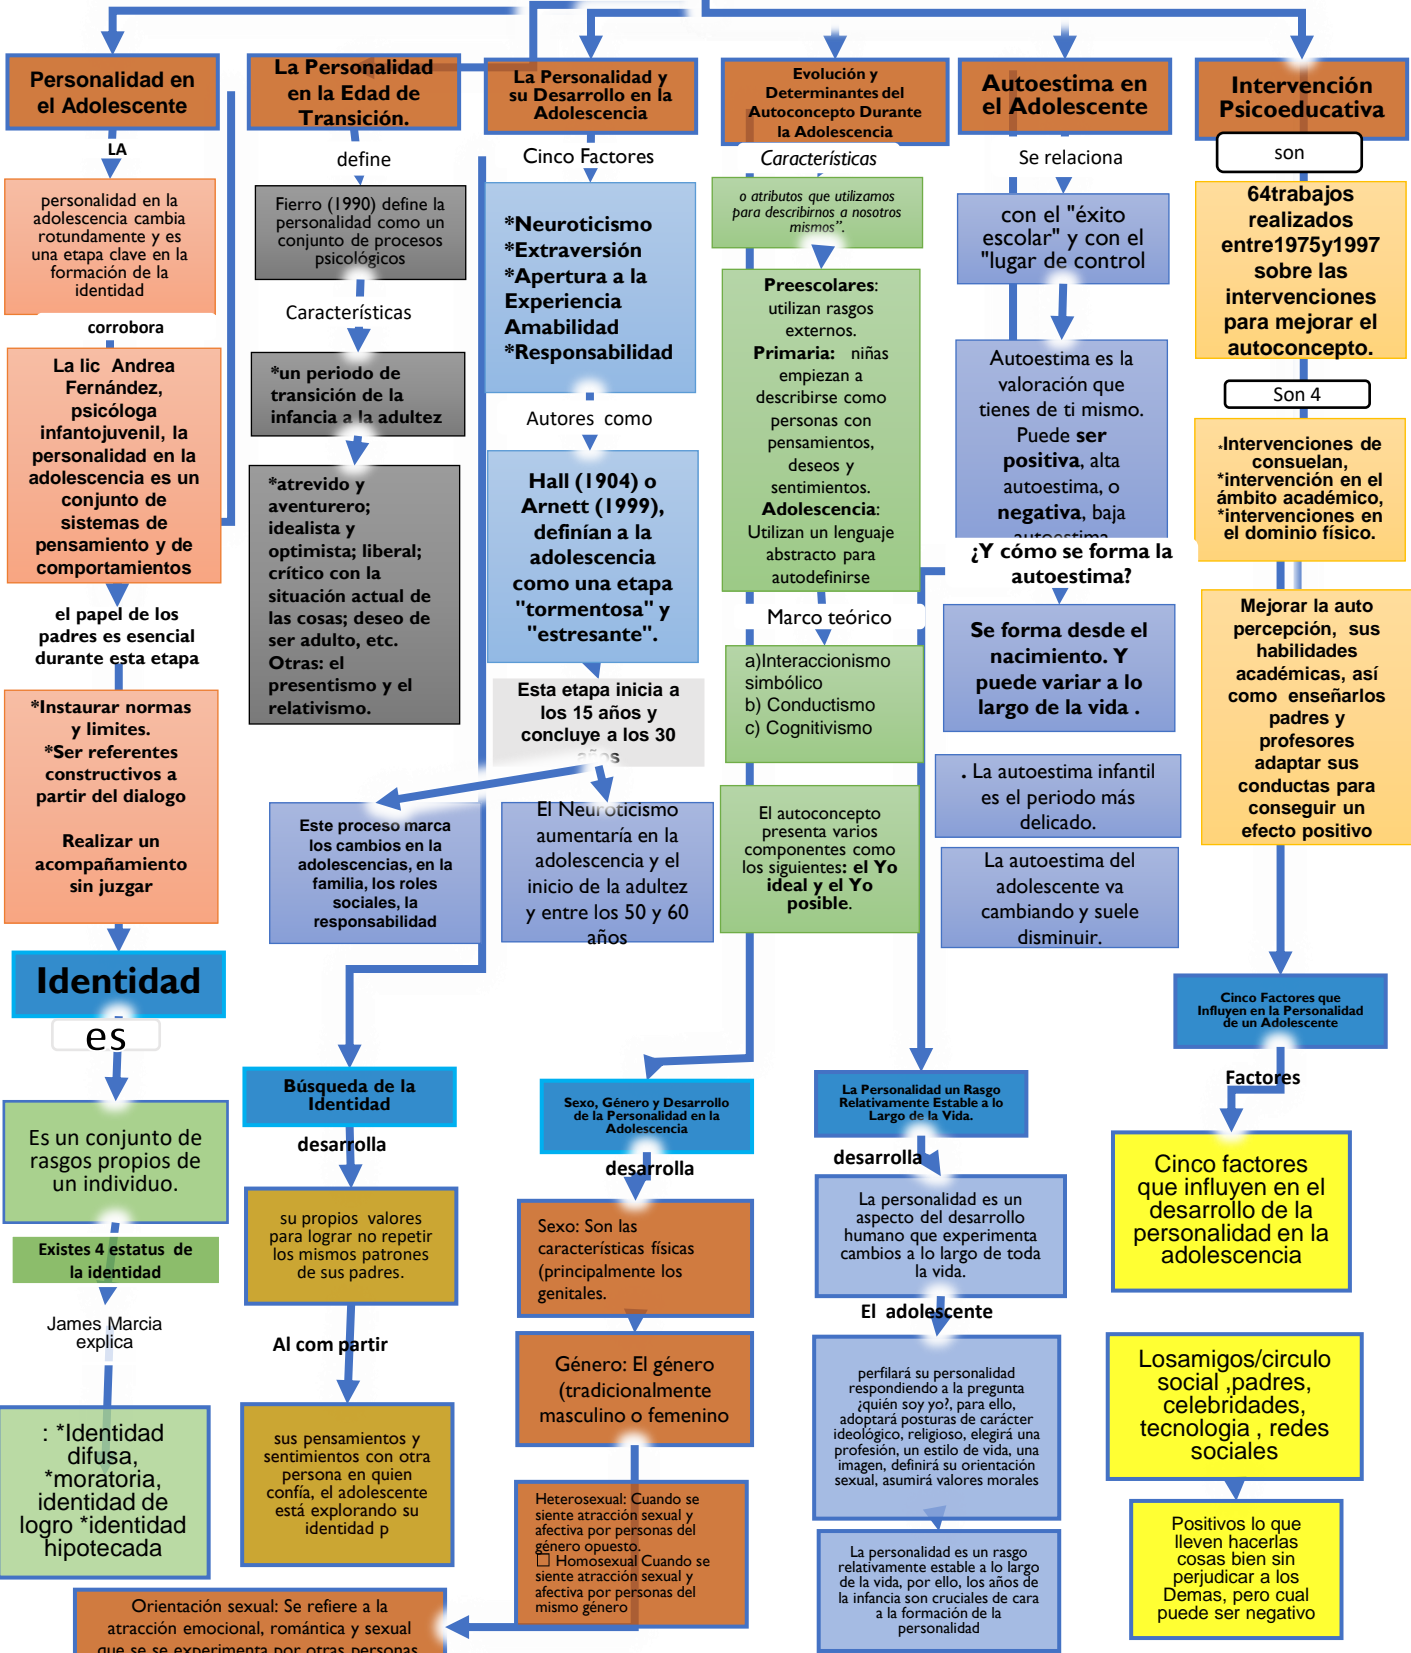 Personalidad en
el Adolescente
LA
personalidad en la
adolescencia cambia
rotundamente y es
una etapa clave en la
formación de la
identidad
corrobora
La lic Andrea
Fernández,
psicóloga
infantojuvenil, la
personalidad en la
adolescencia es un
conjunto de
sistemas de
pensamiento y de
comportamientos
el papel de los
padres es esencial
durante esta etapa
*Instaurar normas
y limites.
*Ser referentes
constructivos a
partir del dialogo
Realizar un
acompañamiento
sin juzgar
Identidad
es
Es un conjunto de
rasgos propios de
un individuo.
Existes 4 estatus de
la identidad
James Marcia
explica
: *Identidad
difusa,
*moratoria,
identidad de
logro *identidad
hipotecada
La Personalidad
en la Edad de
Transición.
define
Fierro (1990) define la
personalidad como un
conjunto de procesos
psicológicos
Características
*un periodo de
transición de la
infancia a la adultez
*atrevido y
aventurero;
idealista y
optimista; liberal;
crítico con la
situación actual de
las cosas; deseo de
ser adulto, etc.
Otras: el
presentismo y el
relativismo.
La Personalidad y
su Desarrollo en la
Adolescencia
Cinco Factores
*Neuroticismo
*Extraversión
*Apertura a la
Experiencia
Amabilidad
*Responsabilidad
Autores como
Hall (1904) o
Arnett (1999),
definían a la
adolescencia
como una etapa
"tormentosa" y
"estresante".
Esta etapa inicia a
los 15 años y
concluye a los 30
años
Este proceso marca
los cambios en la
adolescencias, en la
familia, los roles
sociales, la
responsabilidad
El Neuroticismo
aumentaría en la
adolescencia y el
inicio de la adultez
y entre los 50 y 60
años
Búsqueda de la
Identidad
desarrolla
su propios valores
para lograr no repetir
los mismos patrones
de sus padres.
Al com partir
sus pensamientos y
sentimientos con otra
persona en quien
confía, el adolescente
está explorando su
identidad p
Evolución y
Determinantes del
Autoconcepto Durante
la Adolescencia
Características
o atributos que utilizamos
para describirnos a nosotros
mismos”.
Preescolares:
utilizan rasgos
externos.
Primaria: niñas
empiezan a
describirse como
personas con
pensamientos,
deseos y
sentimientos.
Adolescencia:
Utilizan un lenguaje
abstracto para
autodefinirse
Marco teórico
a)Interaccionismo
simbólico
b) Conductismo
c) Cognitivismo
El autoconcepto
presenta varios
componentes como
los siguientes: el Yo
ideal y el Yo
posible.
Sexo, Género y Desarrollo
de la Personalidad en la
Adolescencia
desarrolla
Sexo: Son las
características físicas
(principalmente los
genitales.
Género: El género
(tradicionalmente
masculino o femenino
Heterosexual: Cuando se
siente atracción sexual y
afectiva por personas del
género opuesto.
☐ Homosexual Cuando se
siente atracción sexual y
afectiva por personas del
mismo género
Orientación sexual: Se refiere a la
atracción emocional, romántica y sexual
que se se experimenta por otras personas
Autoestima en
el Adolescente
Se relaciona
con el "éxito
escolar" y con el
"lugar de control
Autoestima es la
valoración que
tienes de ti mismo.
Puede ser
positiva, alta
autoestima, o
negativa, baja
autoestima
¿Y cómo se forma la
autoestima?
Se forma desde el
nacimiento. Y
puede variar a lo
largo de la vida .
. La autoestima infantil
es el periodo más
delicado.
La autoestima del
adolescente va
cambiando y suele
disminuir.
La Personalidad un Rasgo
Relativamente Estable a lo
Largo de la Vida.
desarrolla
La personalidad es un
aspecto del desarrollo
humano que experimenta
cambios a lo largo de toda
la vida.
El adolescente
perfilará su personalidad
respondiendo a la pregunta
¿quién soy yo?, para ello,
adoptará posturas de carácter
ideológico, religioso, elegirá una
profesión, un estilo de vida, una
imagen, definirá su orientación
sexual, asumirá valores morales
La personalidad es un rasgo
relativamente estable a lo largo
de la vida, por ello, los años de
la infancia son cruciales de cara
a la formación de la
personalidad
Intervención
Psicoeducativa
son
64trabajos
realizados
entre1975y1997
sobre las
intervenciones
para mejorar el
autoconcepto.
Son 4
*Intervenciones de
consuelan,
*intervención en el
ámbito académico,
*intervenciones en
el dominio físico.
Mejorar la auto
percepción, sus
habilidades
académicas, así
como enseñarlos
padres y
profesores
adaptar sus
conductas para
conseguir un
efecto positivo
Cinco Factores que
Influyen en la Personalidad
de un Adolescente
Factores
Cinco factores
que influyen en el
desarrollo de la
personalidad en la
adolescencia
Losamigos/circulo
social ,padres,
celebridades,
tecnologia , redes
sociales
Positivos lo que
lleven hacerlas
cosas bien sin
perjudicar a los
Demas, pero cual
puede ser negativo